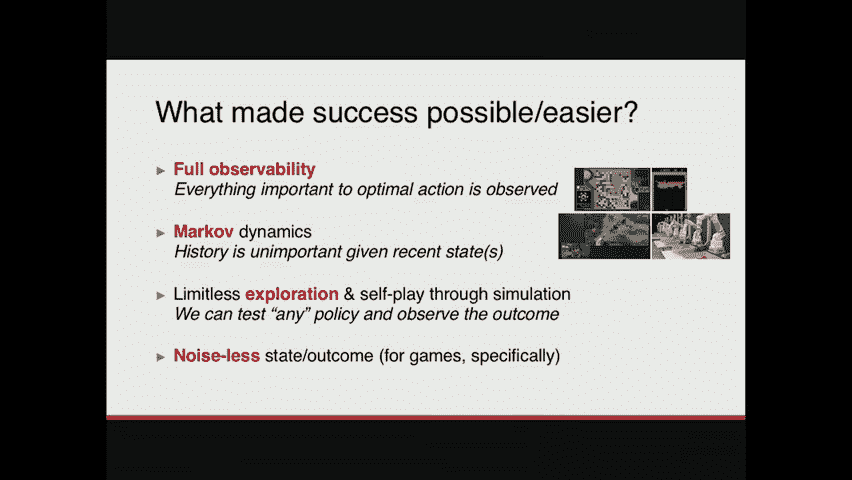 What made success possible/easier?
Full observability
Everything important to optimal action is observed
Markov dynamics
History is unimportant given recent state(s)
Limitless exploration & self-play through simulation
We can test “any” policy and observe the outcome
Noise-less state/outcome (for games, specifically)